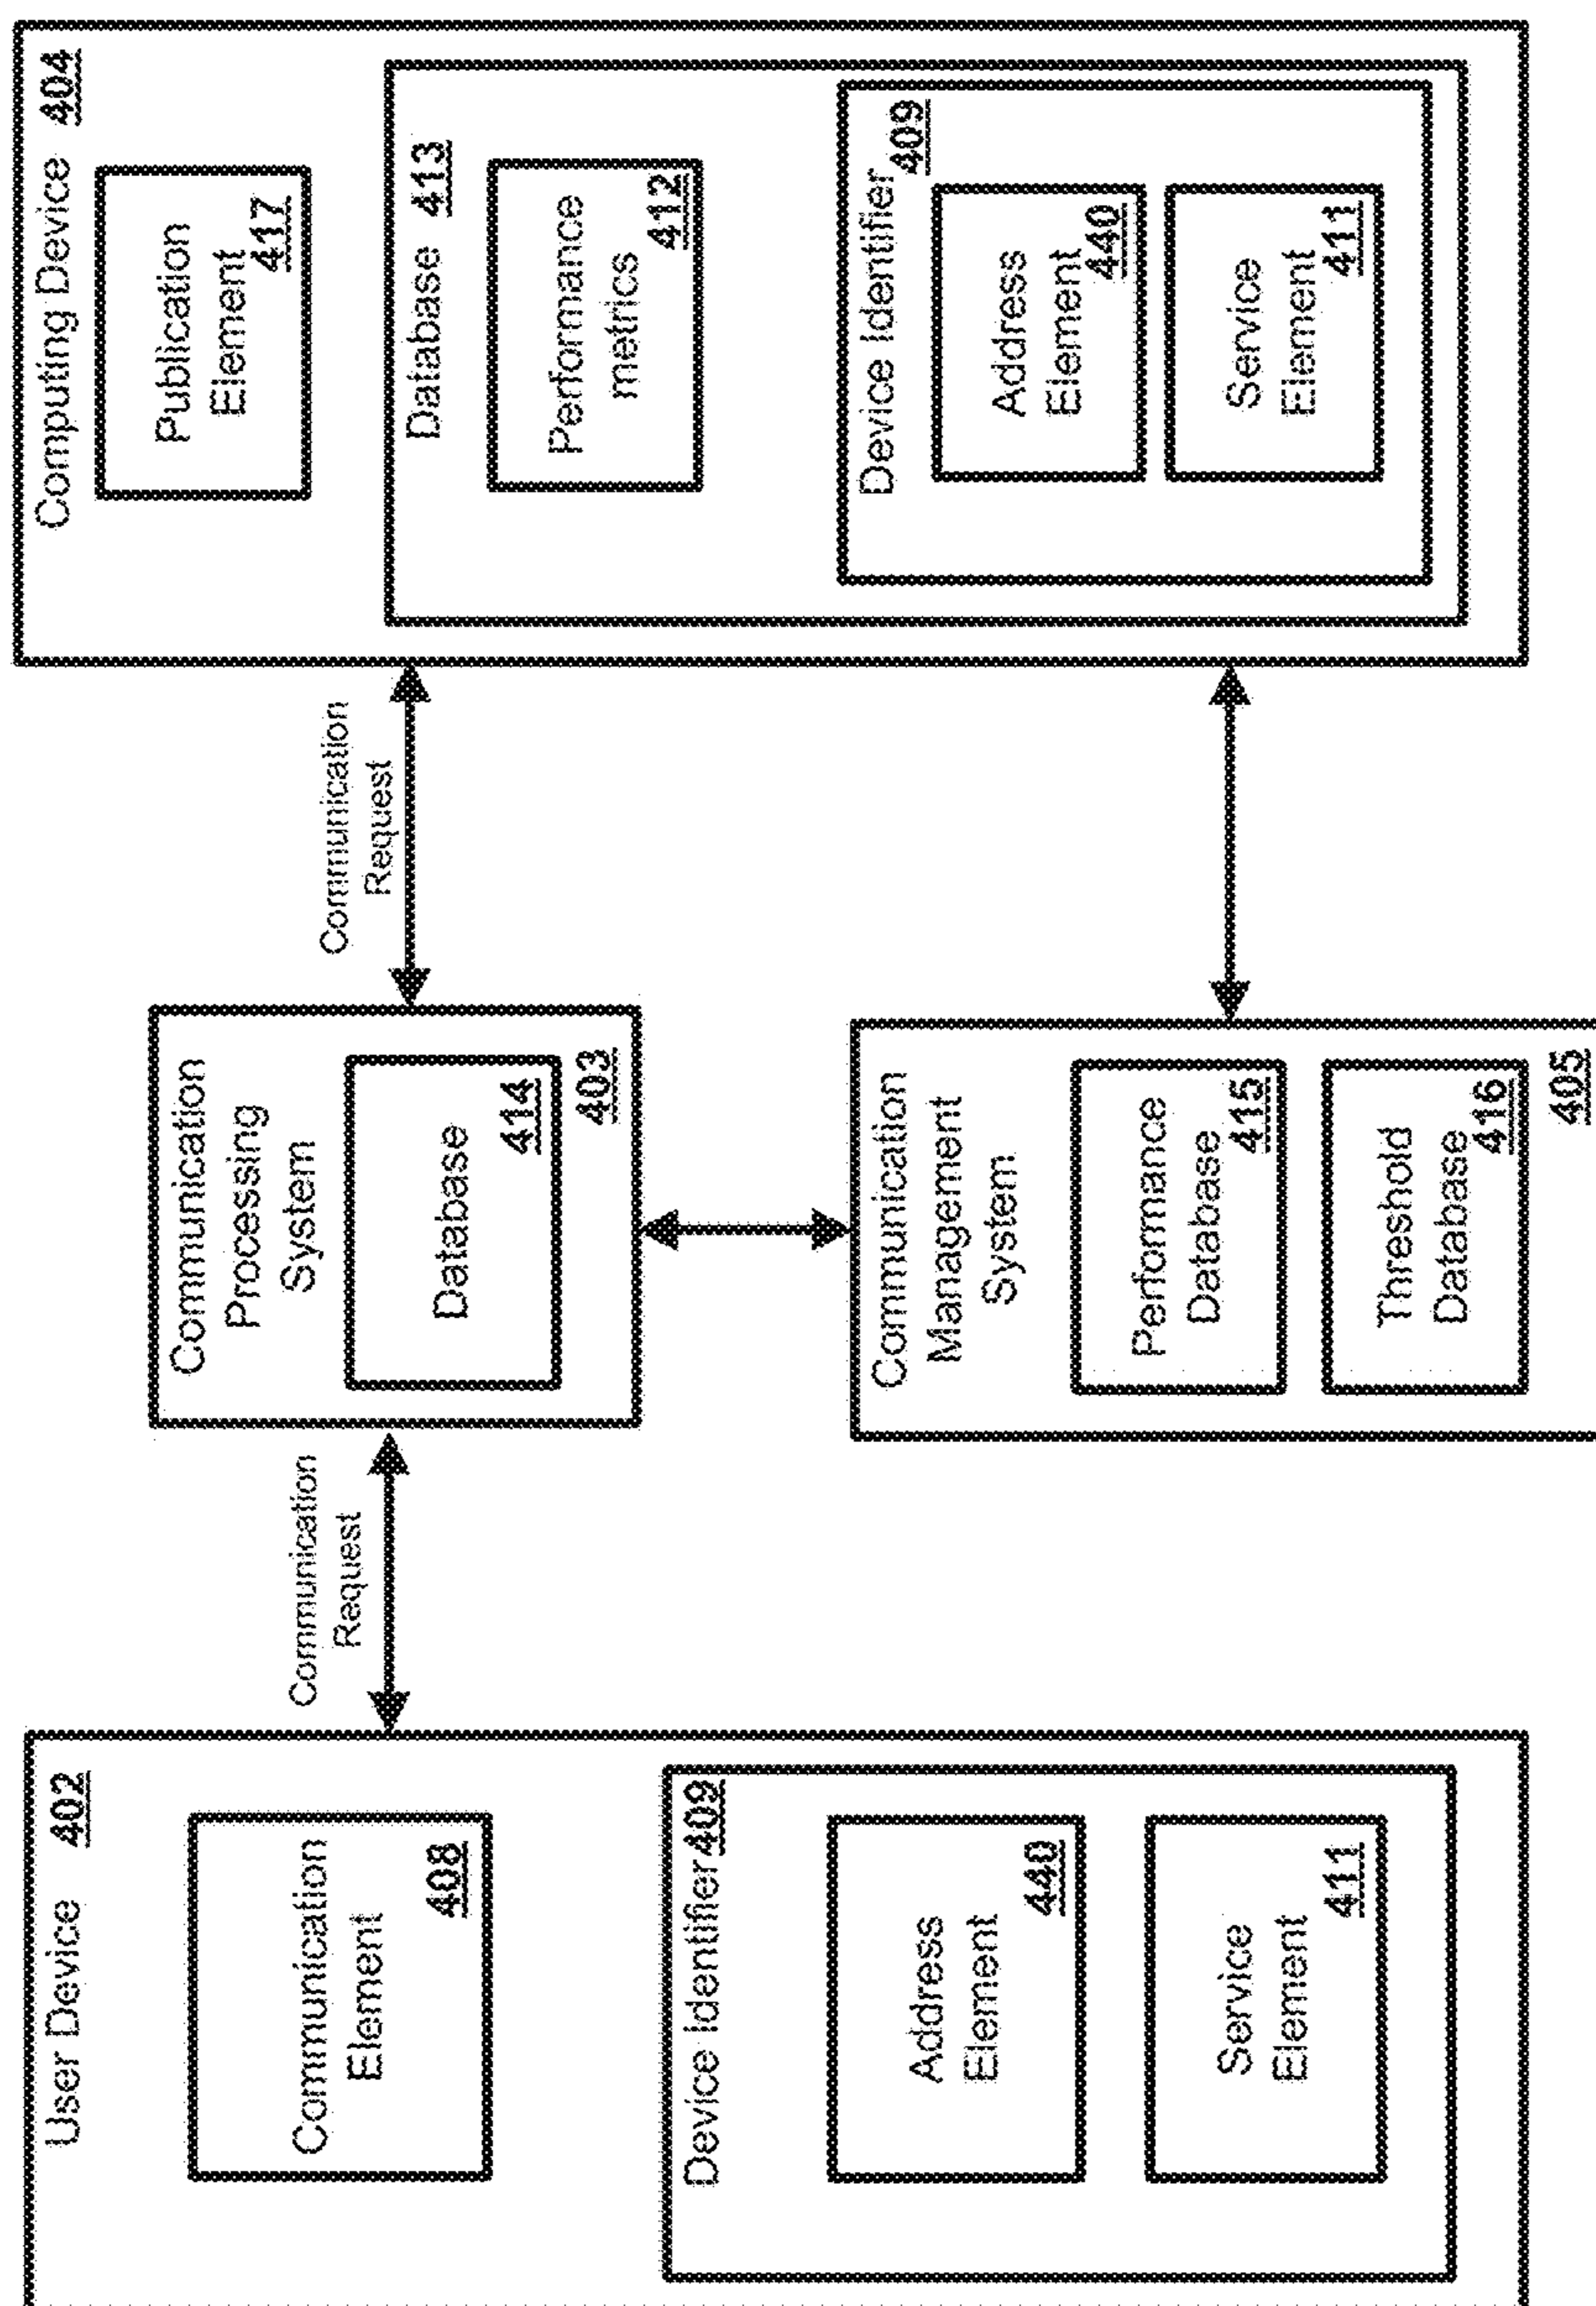 User Device 402
Communication
Element
408
Device Identifier 409
Address
Element
440
Service
Element
411
Communication
Request
Communication
Processing
System
Database
414
403
Communication
Management
System
Performance
Database
415
Threshold
Database
416
405
Communication
Request
Computing Device 404
Publication
Element
417
Database 413
Performance
metrics
412
Device Identifier 409
Address
Element
440
Service
Element
411